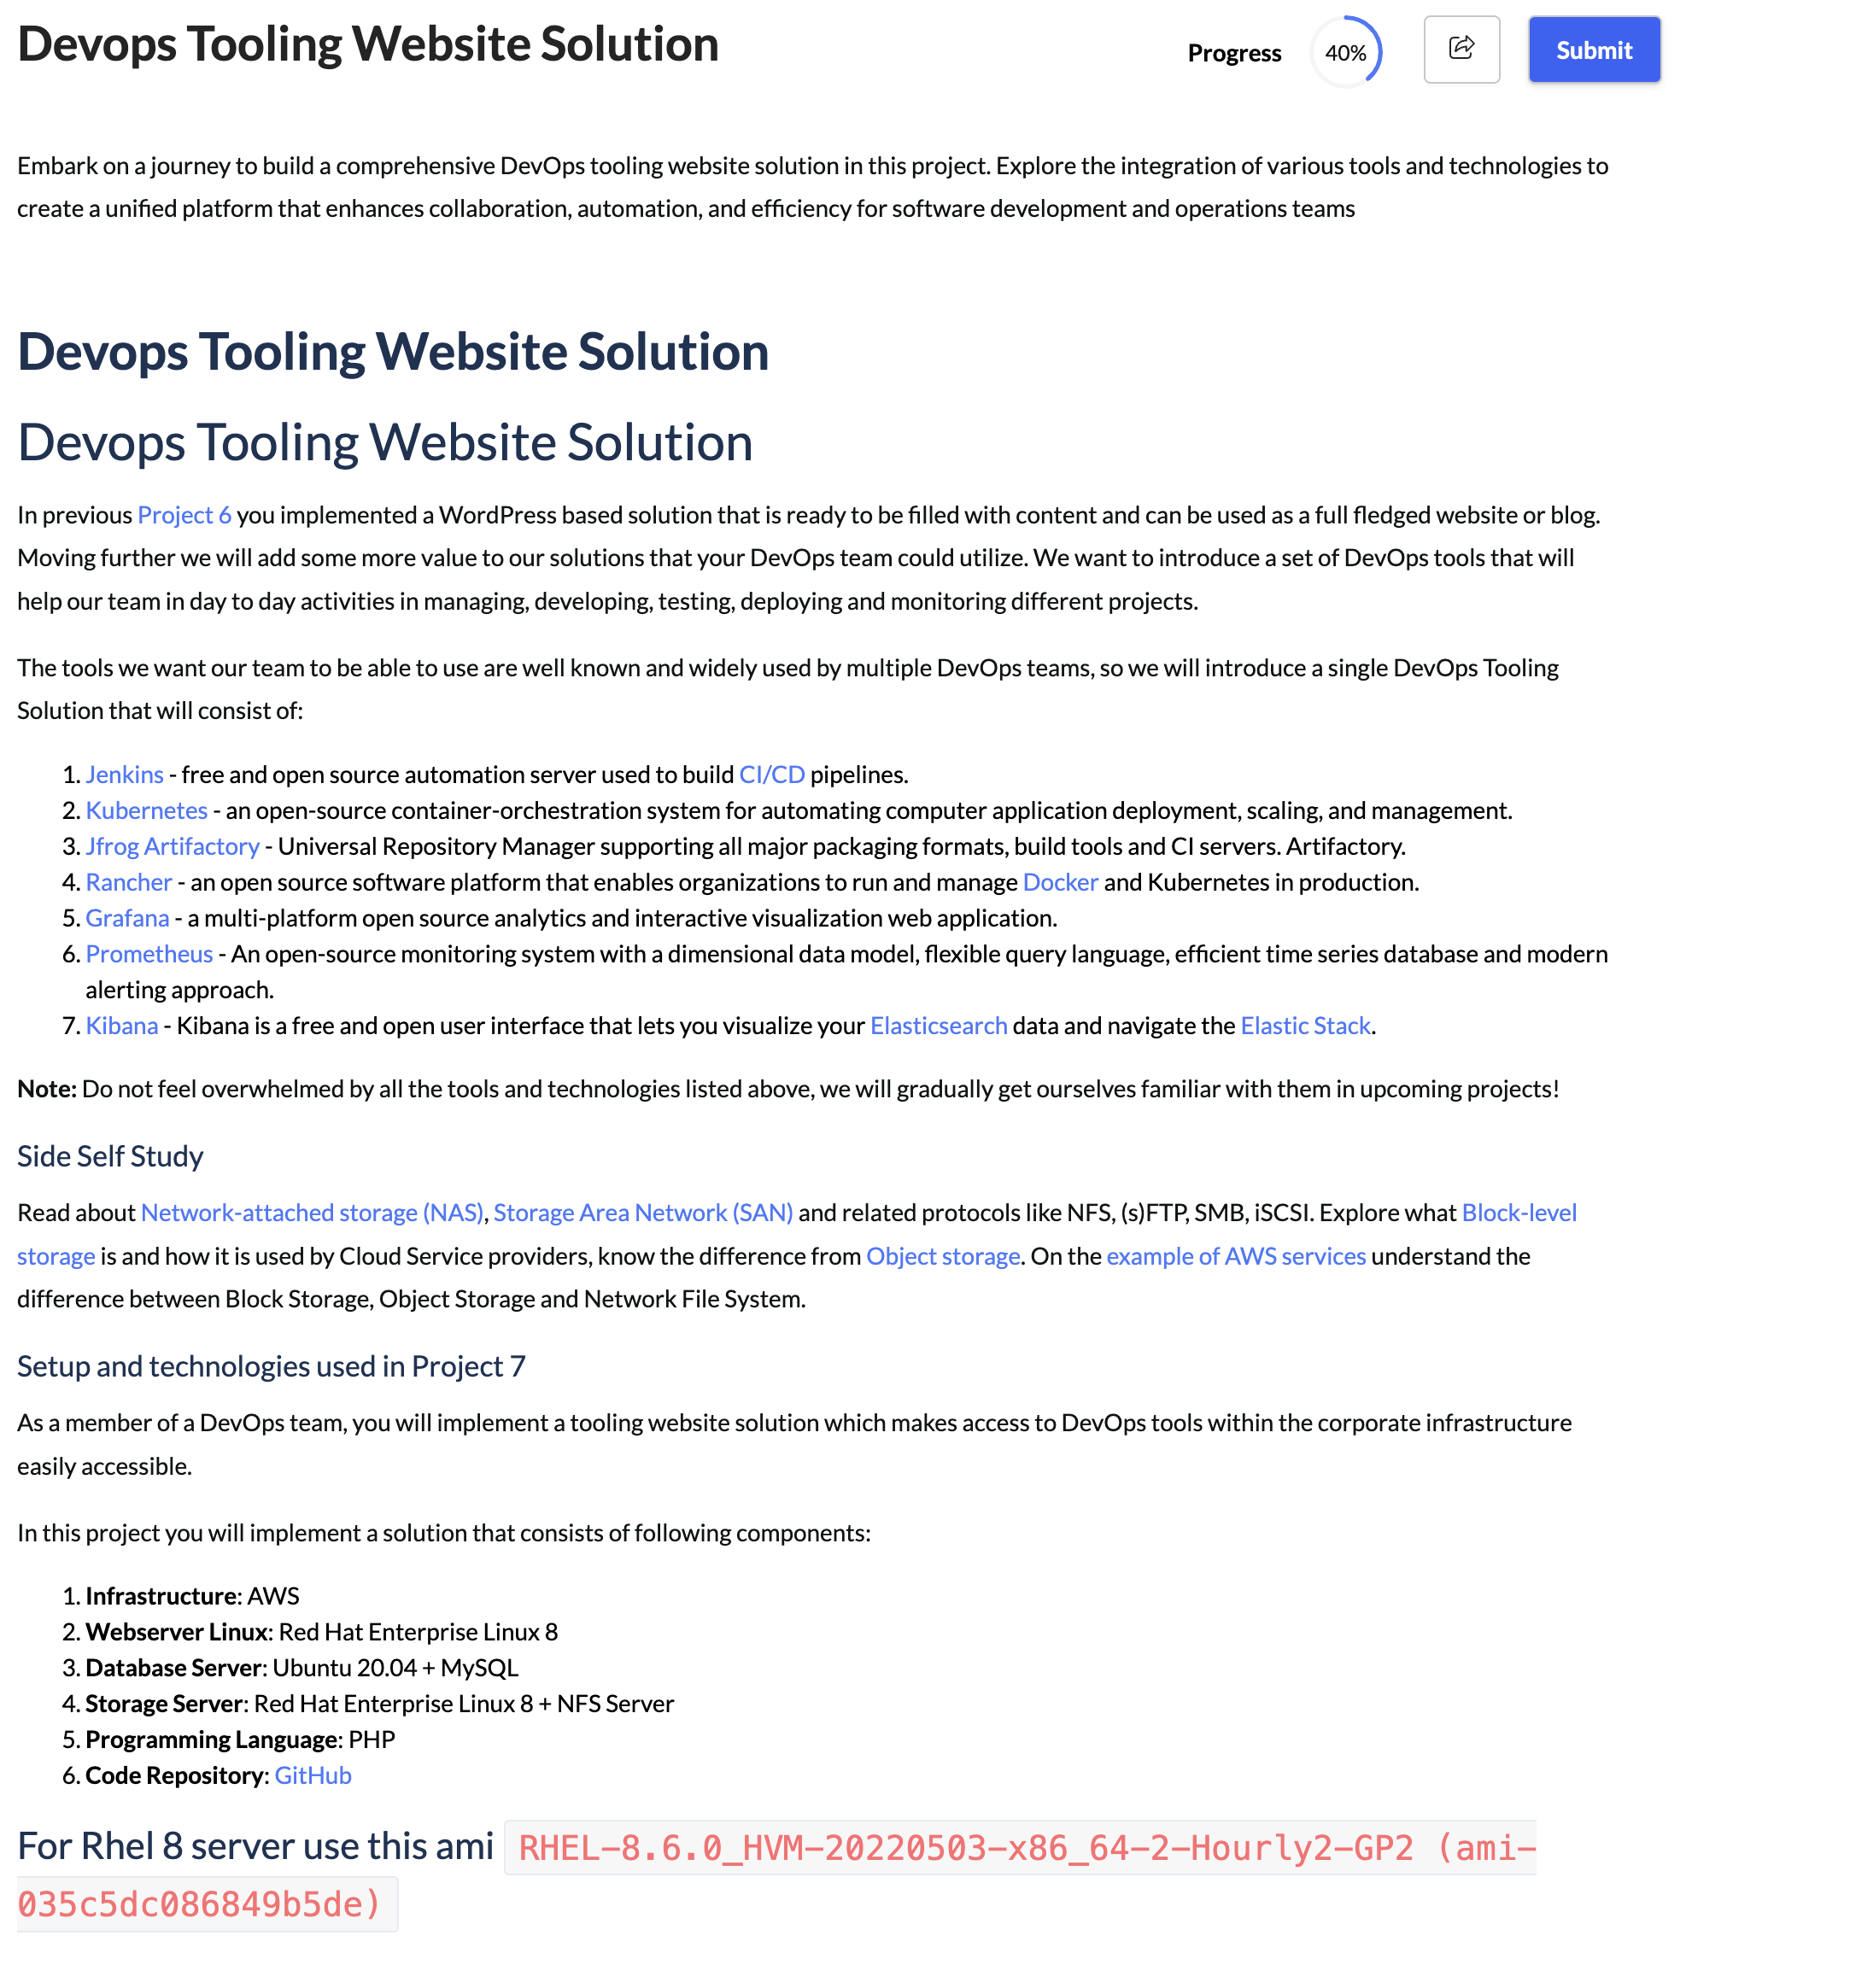 Devops Tooling Website Solution
Progress
40%
Submit
Embark on a journey to build a comprehensive DevOps tooling website solution in this project. Explore the integration of various tools and technologies to
create a unified platform that enhances collaboration, automation, and efficiency for software development and operations teams
Devops Tooling Website Solution
Devops Tooling Website Solution
In previous Project 6 you implemented a WordPress based solution that is ready to be filled with content and can be used as a full fledged website or blog.
Moving further we will add some more value to our solutions that your DevOps team could utilize. We want to introduce a set of DevOps tools that will
help our team in day to day activities in managing, developing, testing, deploying and monitoring different projects.
The tools we want our team to be able to use are well known and widely used by multiple DevOps teams, so we will introduce a single DevOps Tooling
Solution that will consist of:
1. Jenkins - free and open source automation server used to build CI/CD pipelines.
2. Kubernetes - an open-source container-orchestration system for automating computer application deployment, scaling, and management.
3. Jfrog Artifactory - Universal Repository Manager supporting all major packaging formats, build tools and CI servers. Artifactory.
4. Rancher - an open source software platform that enables organizations to run and manage Docker and Kubernetes in production.
5. Grafana - a multi-platform open source analytics and interactive visualization web application.
6. Prometheus - An open-source monitoring system with a dimensional data model, flexible query language, efficient time series database and modern
alerting approach.
7. Kibana - Kibana is a free and open user interface that lets you visualize your Elasticsearch data and navigate the Elastic Stack.
Note: Do not feel overwhelmed by all the tools and technologies listed above, we will gradually get ourselves familiar with them in upcoming projects!
Side Self Study
Read about Network-attached storage (NAS), Storage Area Network (SAN) and related protocols like NFS, (s)FTP, SMB, iSCSI. Explore what Block-level
storage is and how it is used by Cloud Service providers, know the difference from Object storage. On the example of AWS services understand the
difference between Block Storage, Object Storage and Network File System.
Setup and technologies used in Project 7
As a member of a DevOps team, you will implement a tooling website solution which makes access to DevOps tools within the corporate infrastructure
easily accessible.
In this project you will implement a solution that consists of following components:
1. Infrastructure: AWS
2. Webserver Linux: Red Hat Enterprise Linux 8
3. Database Server: Ubuntu 20.04 + MySQL
4. Storage Server: Red Hat Enterprise Linux 8 + NFS Server
5. Programming Language: PHP
6. Code Repository: GitHub
For Rhel 8 server use this ami RHEL-8.6.0_HVM-20220503-x86_64-2-Hourly2-GP2 (ami-
035c5dc086849b5de)